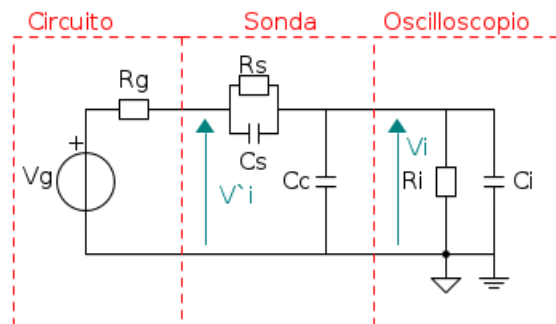 Circuito
Sonda
Oscilloscopio
Rg
Rs
Cs
+
Vg
V`i
Cc
Vi
Ri
Ci